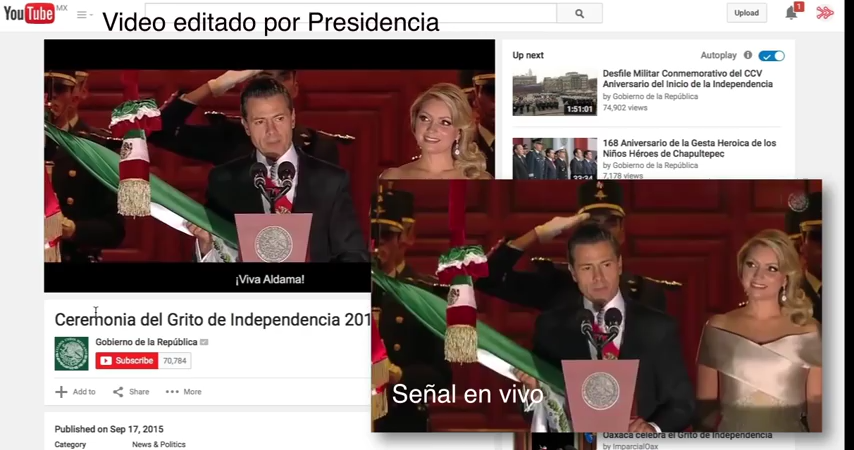 YouTube MX
Video editado por Presidencia
Upload
1
Up next
Autoplay
Desfile Militar Conmemorativo del CCV
Aniversario del Inicio de la Independencia
by Gobierno de la República
74,902 views
1:51:01
168 Aniversario de la Gesta Heroica de los
Niños Héroes de Chapultepec
by Gobierno de la República
7,178 views
33:34
¡Viva Aldama!
Ceremonia del Grito de Independencia 201
Gobierno de la República
Subscribe 70,784
Add to Share More
Señal en vivo
Published on Sep 17, 2015
Category News & Politics
Oaxaca celebra el Grito de Independencia
by ImparcialOax